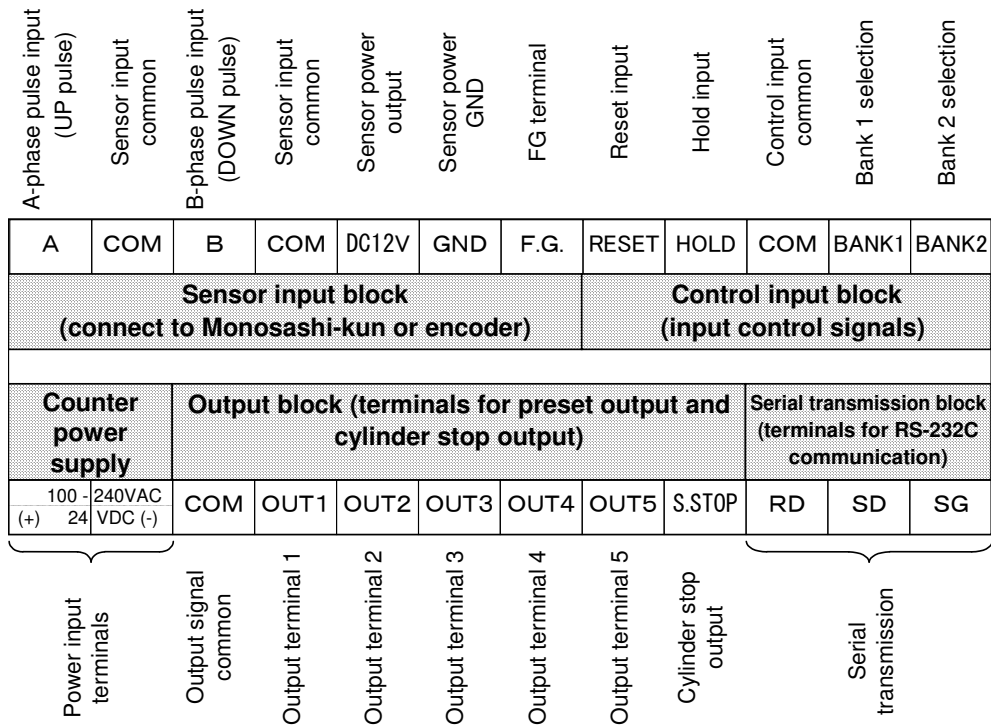 A-phase pulse input
(UP pulse)
Sensor input
common
B-phase pulse input
(DOWN pulse)
Sensor input
common
Sensor power
output
Sensor power
GND
FG terminal
Reset input
Hold input
Control input
common
Bank 1 selection
Bank 2 selection
A COM B COM DC12V GND F.G. RESET HOLD COM BANK1 BANK2
Sensor input block
(connect to Monosashi-kun or encoder)
Control input block
(input control signals)
Counter
power
supply
Output block (terminals for preset output and
cylinder stop output)
Serial transmission block
(terminals for RS-232C
communication)
100 - 240VAC
(+) 24 VDC (-)
COM OUT1 OUT2 OUT3 OUT4 OUT5 S.STOP RD SD SG
Power input
terminals
Output signal
common
Output terminal 1
Output terminal 2
Output terminal 3
Output terminal 4
Output terminal 5
Cylinder stop
output
Serial
transmission